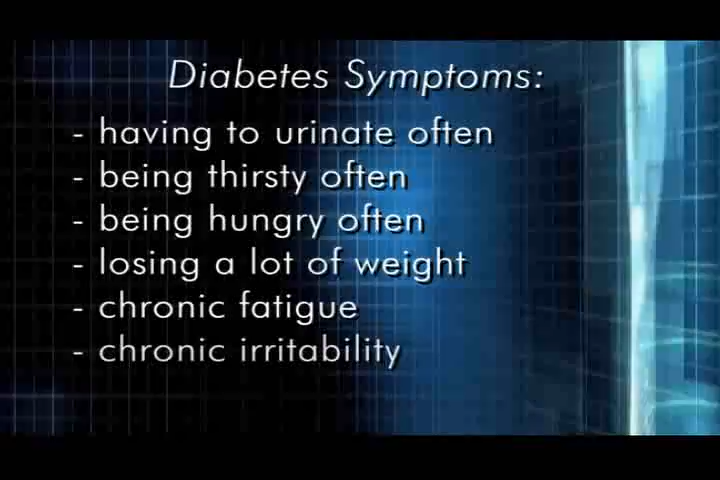 Diabetes Symptoms:
- having to urinate often
- being thirsty often
- being hungry often
- losing a lot of weight
- chronic fatigue
- chronic irritability